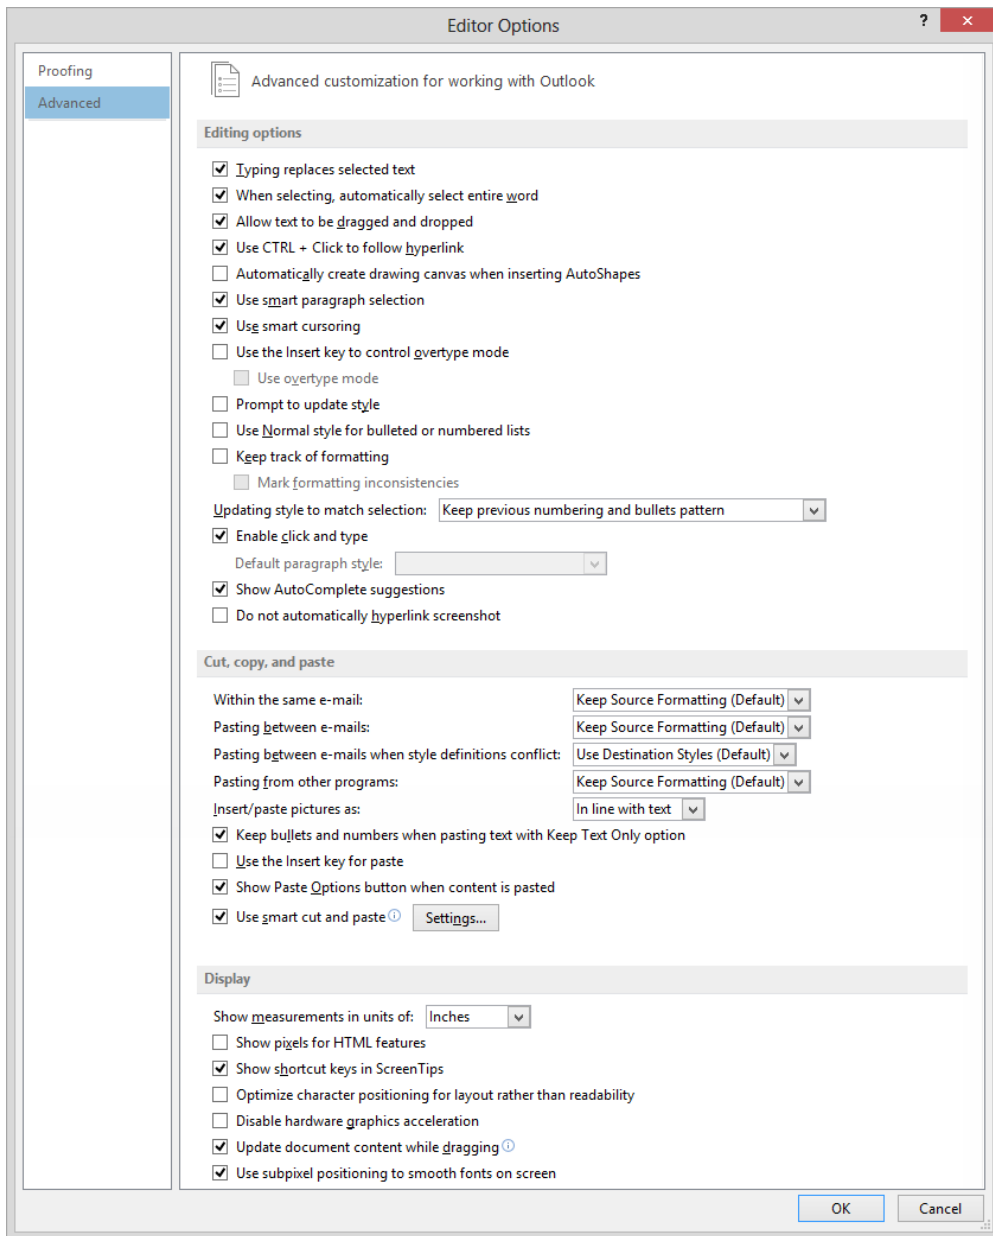 Editor Options
?
Proofing
Advanced
Advanced customization for working with Outlook
Editing options
Typing replaces selected text
When selecting, automatically select entire word
Allow text to be dragged and dropped
Use CTRL + Click to follow hyperlink
Automatically create drawing canvas when inserting AutoShapes
Use smart paragraph selection
Use smart cursoring
Use the Insert key to control overtype mode
Use overtype mode
Prompt to update style
Use Normal style for bulleted or numbered lists
Keep track of formatting
Mark formatting inconsistencies
Updating style to match selection: Keep previous numbering and bullets pattern
Enable click and type
Default paragraph style:
Show AutoComplete suggestions
Do not automatically hyperlink screenshot
Cut, copy, and paste
Within the same e-mail: Keep Source Formatting (Default)
Pasting between e-mails: Keep Source Formatting (Default)
Pasting between e-mails when style definitions conflict: Use Destination Styles (Default)
Pasting from other programs: Keep Source Formatting (Default)
Insert/paste pictures as: In line with text
Keep bullets and numbers when pasting text with Keep Text Only option
Use the Insert key for paste
Show Paste Options button when content is pasted
Use smart cut and paste Settings...
Display
Show measurements in units of: Inches
Show pixels for HTML features
Show shortcut keys in ScreenTips
Optimize character positioning for layout rather than readability
Disable hardware graphics acceleration
Update document content while dragging
Use subpixel positioning to smooth fonts on screen
OK Cancel